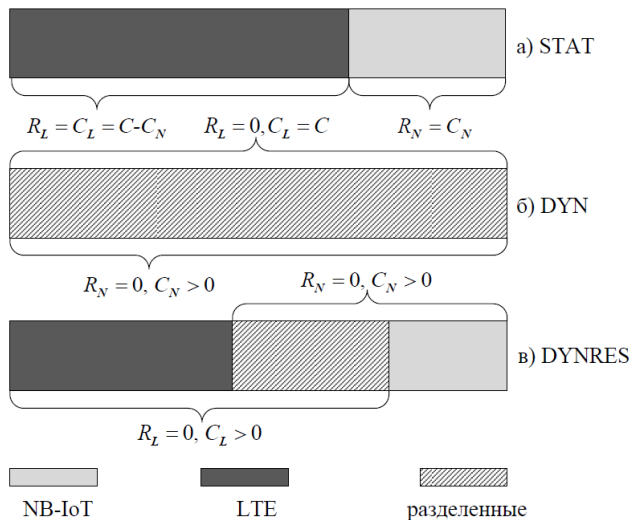 а) STAT
R_L = C_L = C-C_N R_L = 0, C_L = C R_N = C_N
б) DYN
R_N = 0, C_N > 0 R_N = 0, C_N > 0
в) DYNRES
R_L = 0, C_L > 0
NB-IoT LTE разделенные